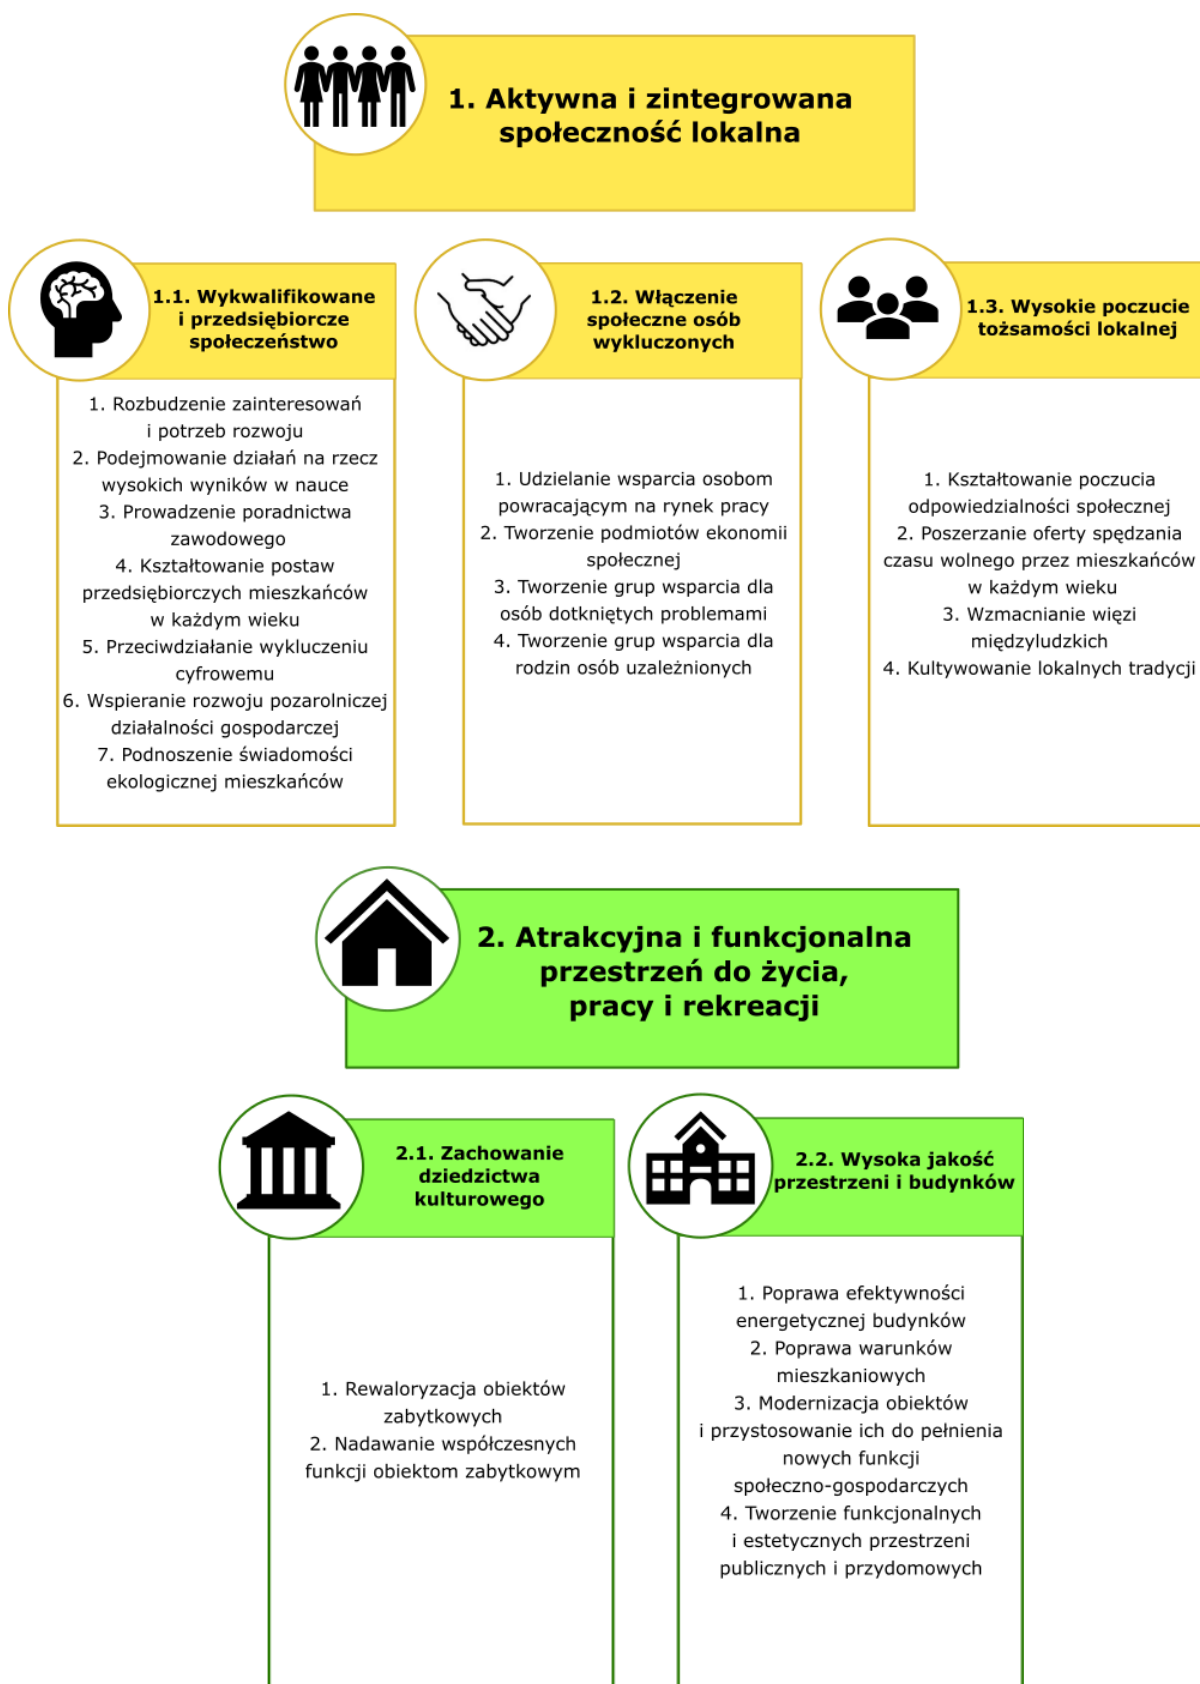 1. Aktywna i zintegrowana
społeczność lokalna
1.1. Wykwalifikowane
i przedsiębiorcze
społeczeństwo
1. Rozbudzenie zainteresowań
i potrzeb rozwoju
2. Podejmowanie działań na rzecz
wysokich wyników w nauce
3. Prowadzenie poradnictwa
zawodowego
4. Kształtowanie postaw
przedsiębiorczych mieszkańców
w każdym wieku
5. Przeciwdziałanie wykluczeniu
cyfrowemu
6. Wspieranie rozwoju pozarolniczej
działalności gospodarczej
7. Podnoszenie świadomości
ekologicznej mieszkańców
1.2. Włączenie
społeczne osób
wykluczonych
1. Udzielanie wsparcia osobom
powracającym na rynek pracy
2. Tworzenie podmiotów ekonomii
społecznej
3. Tworzenie grup wsparcia dla
osób dotkniętych problemami
4. Tworzenie grup wsparcia dla
rodzin osób uzależnionych
1.3. Wysokie poczucie
tożsamości lokalnej
1. Kształtowanie poczucia
odpowiedzialności społecznej
2. Poszerzanie oferty spędzania
czasu wolnego przez mieszkańców
w każdym wieku
3. Wzmacnianie więzi
międzyludzkich
4. Kultywowanie lokalnych tradycji
2. Atrakcyjna i funkcjonalna
przestrzeń do życia,
pracy i rekreacji
2.1. Zachowanie
dziedzictwa
kulturowego
1. Rewaloryzacja obiektów
zabytkowych
2. Nadawanie współczesnych
funkcji obiektom zabytkowym
2.2. Wysoka jakość
przestrzeni i budynków
1. Poprawa efektywności
energetycznej budynków
2. Poprawa warunków
mieszkaniowych
3. Modernizacja obiektów
i przystosowanie ich do pełnienia
nowych funkcji
społeczno-gospodarczych
4. Tworzenie funkcjonalnych
i estetycznych przestrzeni
publicznych i przydomowych